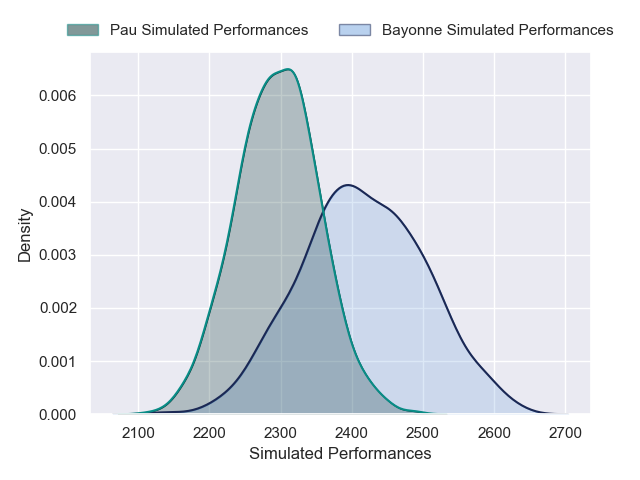 Pau Simulated Performances Bayonne Simulated Performances
0.006
0.005
0.004
0.003
0.002
0.001
0.000
Density
2100 2200 2300 2400 2500 2600 2700
Simulated Performances